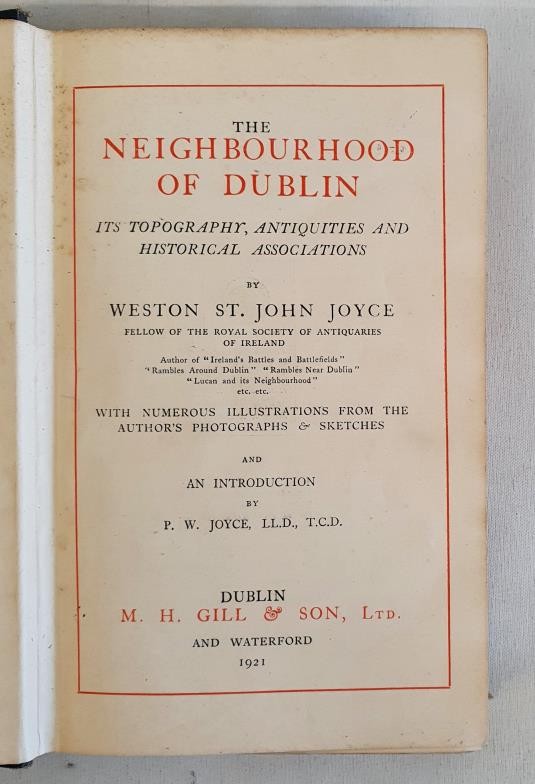 THE
NEIGHBOURHOOD
OF DUBLIN
ITS TOPOGRAPHY, ANTIQUITIES AND
HISTORICAL ASSOCIATIONS
BY
WESTON ST. JOHN JOYCE
FELLOW OF THE ROYAL SOCIETY OF ANTIQUARIES
OF IRELAND
Author of "Ireland's Battles and Battlefields"
"Rambles Around Dublin" "Rambles Near Dublin"
"Lucan and its Neighbourhood"
etc. etc.
WITH NUMEROUS ILLUSTRATIONS FROM THE
AUTHOR'S PHOTOGRAPHS & SKETCHES
AND
AN INTRODUCTION
BY
P. W. JOYCE, LL.D., T.C.D.
DUBLIN
M. H. GILL & SON, LTD.
AND WATERFORD
1921